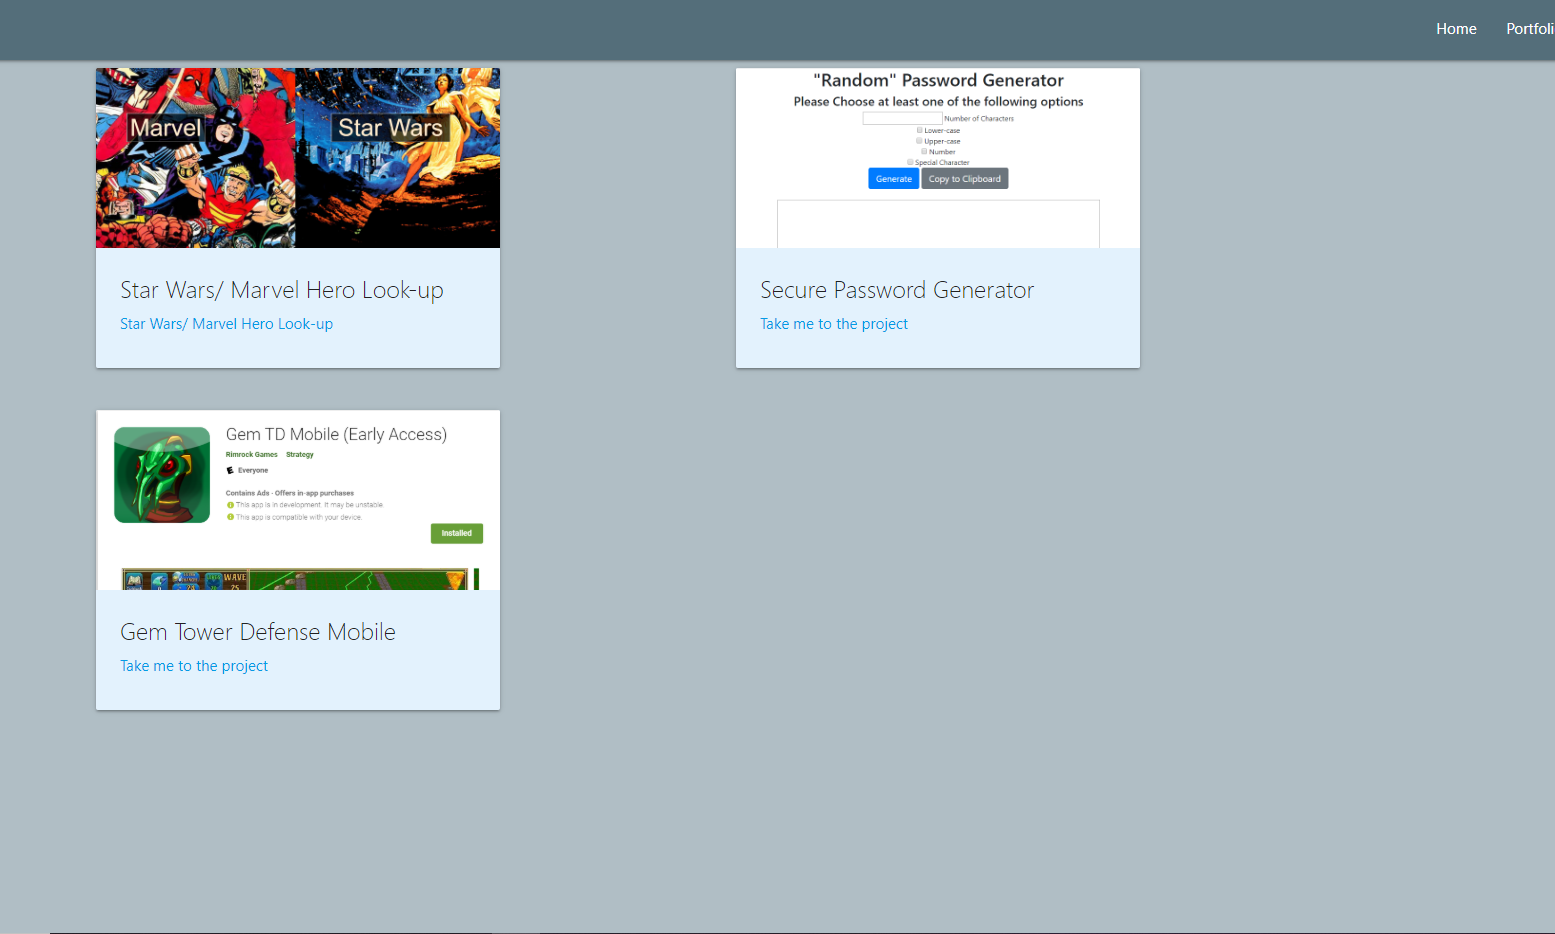 Home Portfoli
Marvel
Star Wars
Star Wars/ Marvel Hero Look-up
Star Wars/ Marvel Hero Look-up
"Random" Password Generator
Please Choose at least one of the following options
Number of Characters
Lower-case
Upper-case
Number
Special Character
Generate Copy to Clipboard
Secure Password Generator
Take me to the project
Gem TD Mobile (Early Access)
Rimrock Games Strategy
E Everyone
Contains Ads · Offers in-app purchases
This app is in development. It may be unstable.
This app is compatible with your device.
Installed
WAVE
25
24
Gem Tower Defense Mobile
Take me to the project